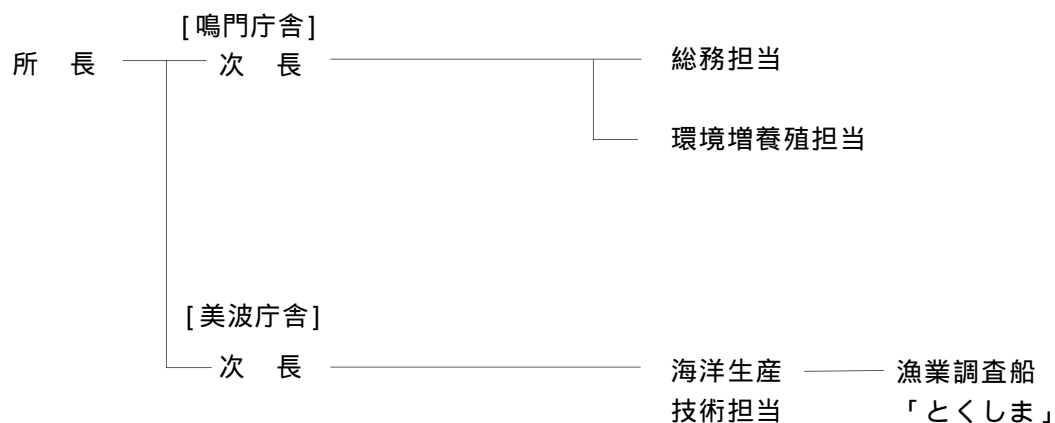 [鳴門庁舎]
所　長　次　長　総務担当
環境増養殖担当
[美波庁舎]
次　長　海洋生産　漁業調査船
技術担当　「とくしま」